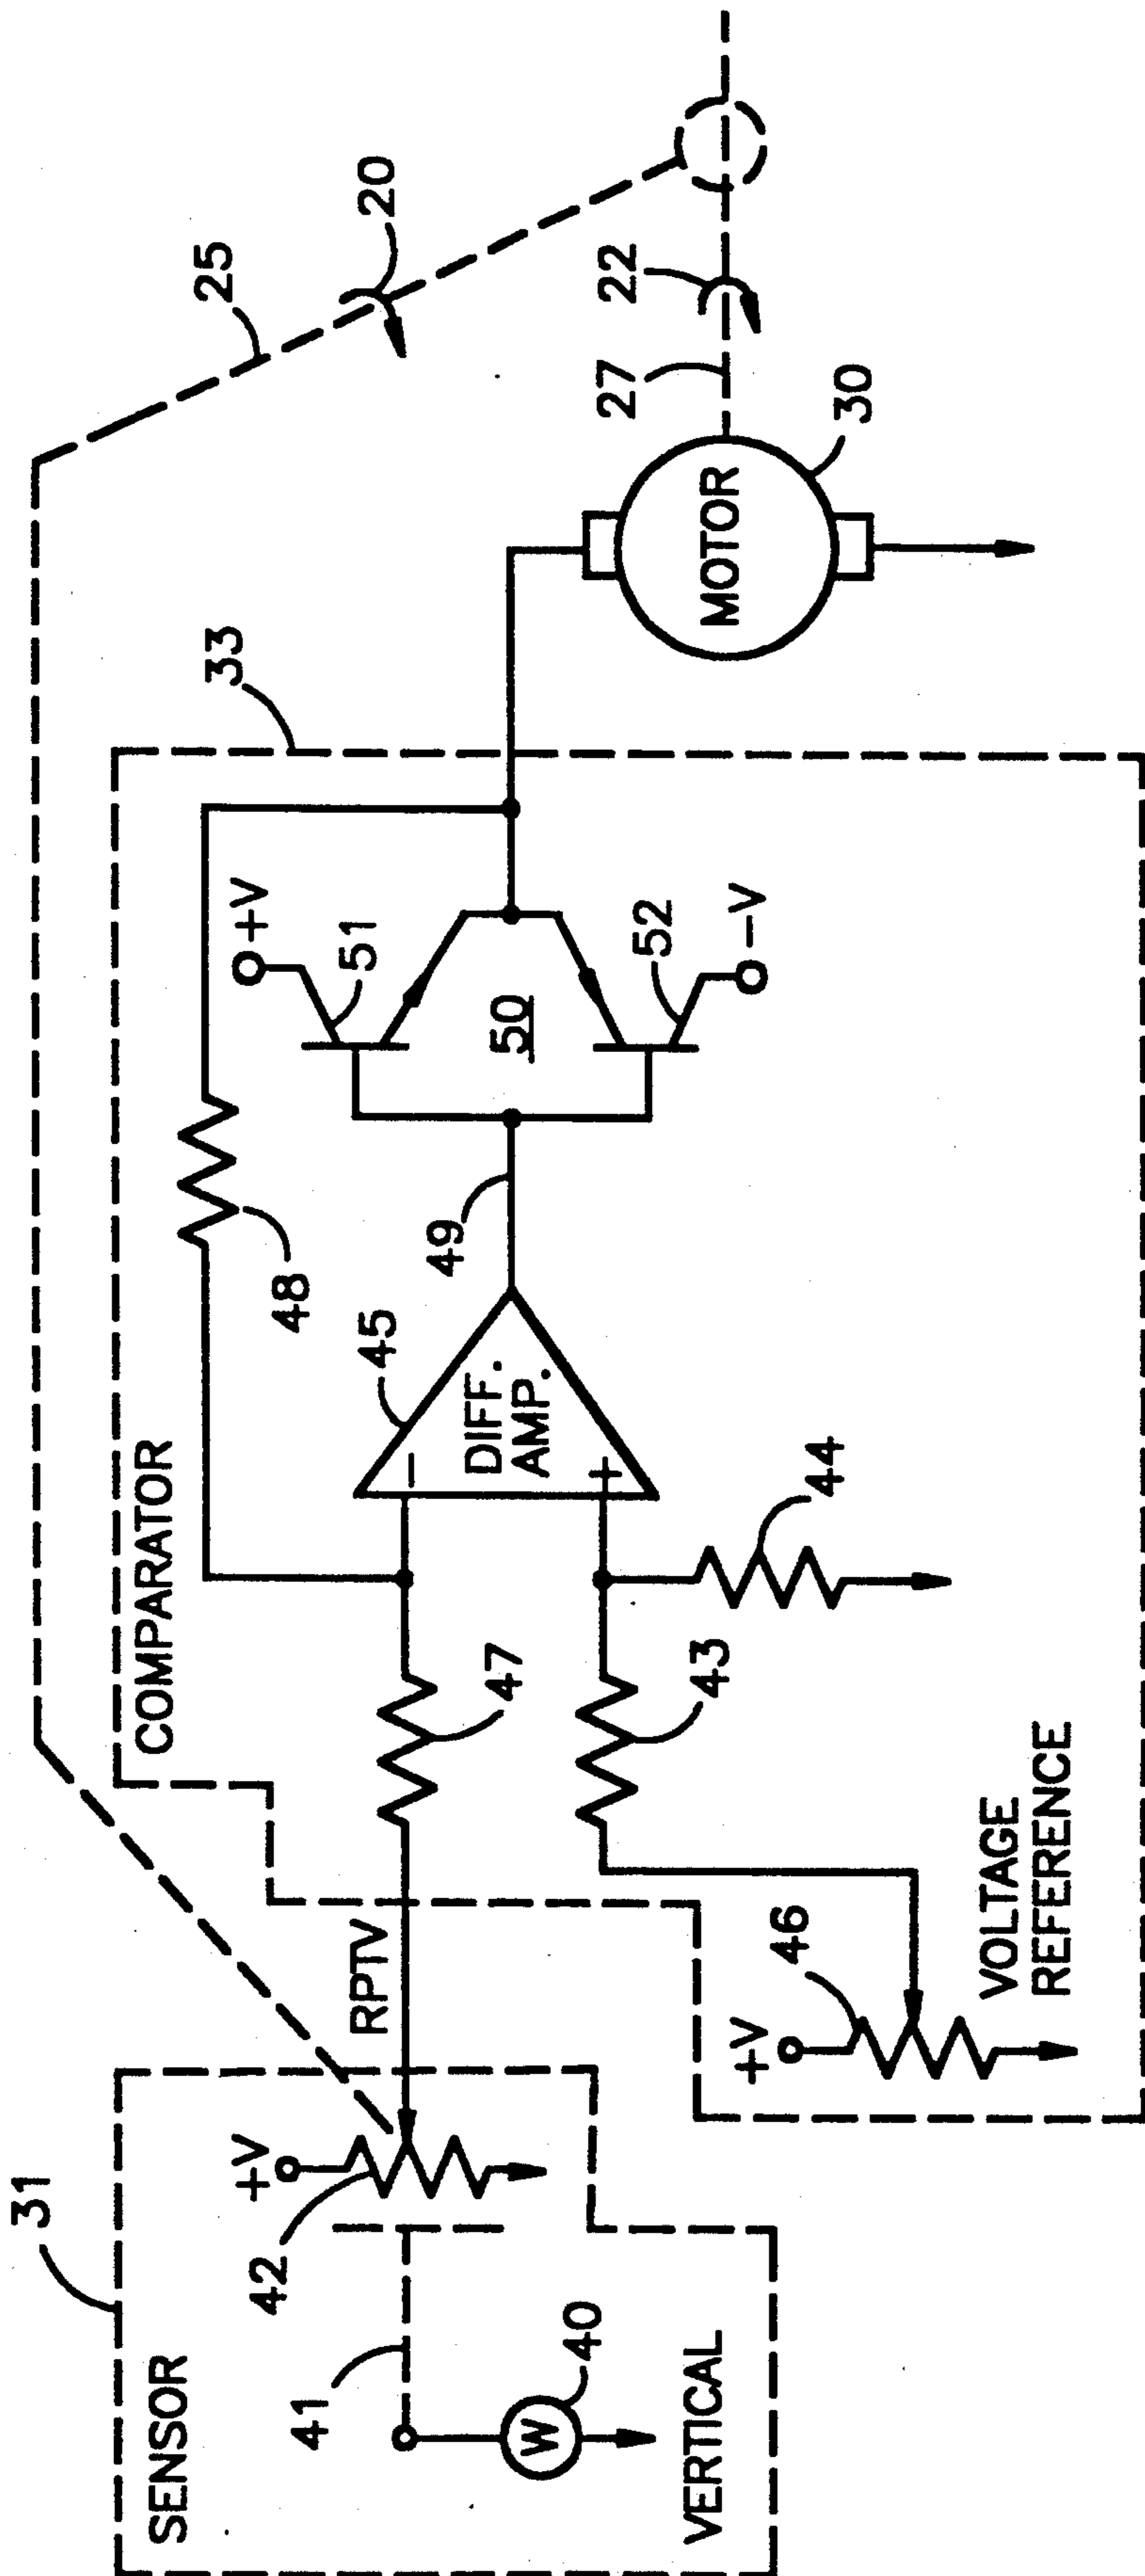 31
SENSOR
+V
42
41
W
40
VERTICAL
RPTV
COMPARATOR
33
47
43
+V
46
VOLTAGE
REFERENCE
48
45
−
DIFF.
AMP.
+
44
49
+V
51
50
52
−V
25
20
22
27
MOTOR
30